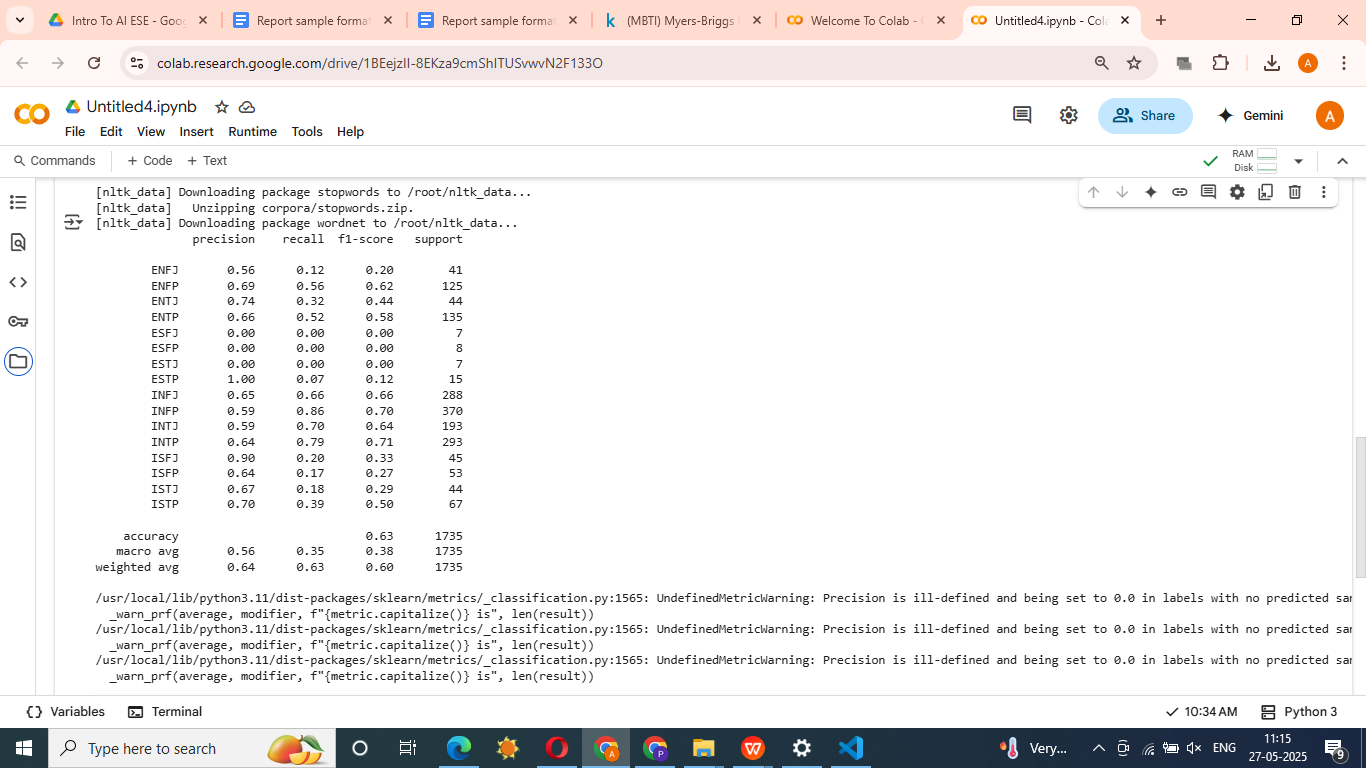 Intro To AI ESE - Goo
Report sample forma
Report sample forma
(MBTI) Myers-Briggs
Welcome To Colab -
Untitled4.ipynb - Col
colab.research.google.com/drive/1BEejzlI-8EKza9cmShITUSvwvN2F133O
A
Untitled4.ipynb
File Edit View Insert Runtime Tools Help
Share
Gemini
A
Commands + Code + Text
RAM
Disk
[nltk_data] Downloading package stopwords to /root/nltk_data...
[nltk_data]   Unzipping corpora/stopwords.zip.
[nltk_data] Downloading package wordnet to /root/nltk_data...
precision recall f1-score support
ENFJ 0.56 0.12 0.20 41
ENFP 0.69 0.56 0.62 125
ENTJ 0.74 0.32 0.44 44
ENTP 0.66 0.52 0.58 135
ESFJ 0.00 0.00 0.00 7
ESFP 0.00 0.00 0.00 8
ESTJ 0.00 0.00 0.00 7
ESTP 1.00 0.07 0.12 15
INFJ 0.65 0.66 0.66 288
INFP 0.59 0.86 0.70 370
INTJ 0.59 0.70 0.64 193
INTP 0.64 0.79 0.71 293
ISFJ 0.90 0.20 0.33 45
ISFP 0.64 0.17 0.27 53
ISTJ 0.67 0.18 0.29 44
ISTP 0.70 0.39 0.50 67
accuracy 0.63 1735
macro avg 0.56 0.35 0.38 1735
weighted avg 0.64 0.63 0.60 1735
/usr/local/lib/python3.11/dist-packages/sklearn/metrics/_classification.py:1565: UndefinedMetricWarning: Precision is ill-defined and being set to 0.0 in labels with no predicted sam
_warn_prf(average, modifier, f"{metric.capitalize()} is", len(result))
/usr/local/lib/python3.11/dist-packages/sklearn/metrics/_classification.py:1565: UndefinedMetricWarning: Precision is ill-defined and being set to 0.0 in labels with no predicted sam
_warn_prf(average, modifier, f"{metric.capitalize()} is", len(result))
/usr/local/lib/python3.11/dist-packages/sklearn/metrics/_classification.py:1565: UndefinedMetricWarning: Precision is ill-defined and being set to 0.0 in labels with no predicted sam
_warn_prf(average, modifier, f"{metric.capitalize()} is", len(result))
Variables Terminal
10:34 AM Python 3
Type here to search
Very...
ENG
11:15
27-05-2025
9